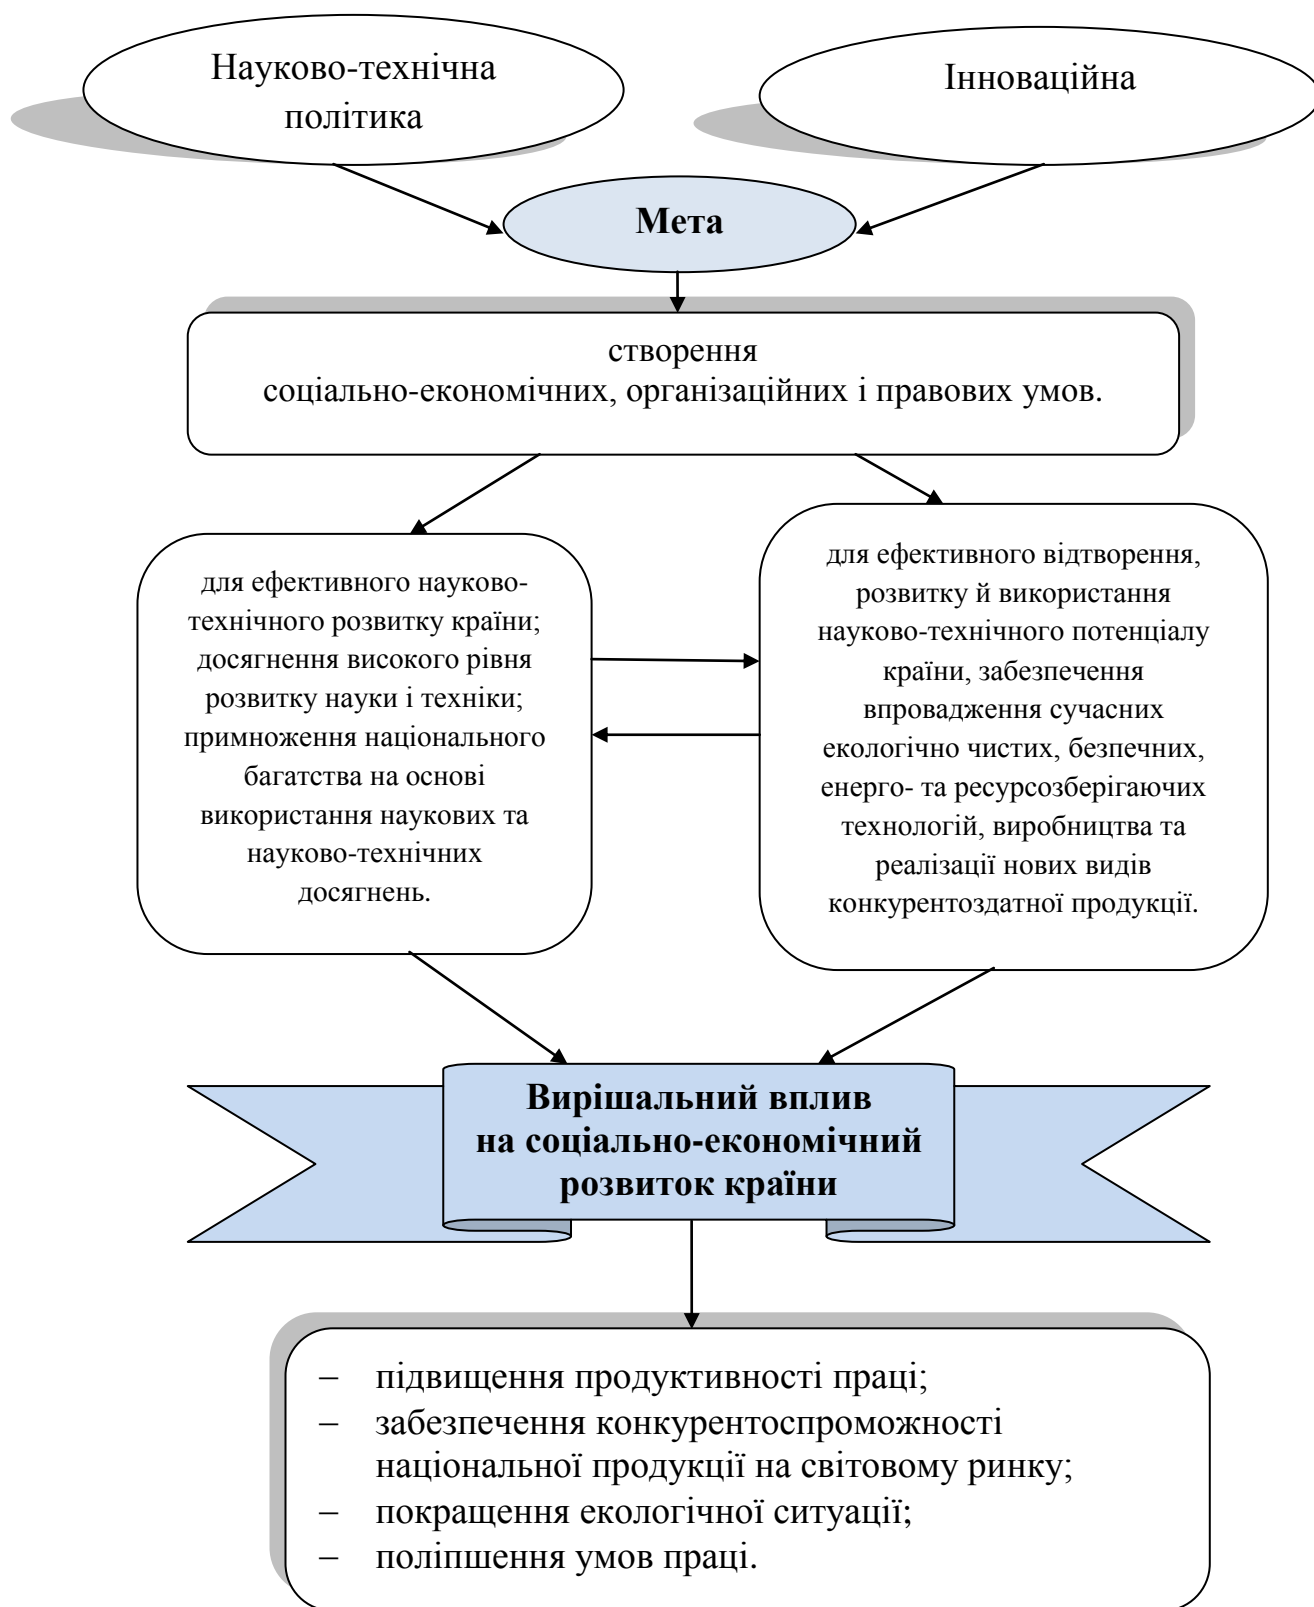 Науково-технічна
політика
Інноваційна
Мета
створення
соціально-економічних, організаційних і правових умов.
для ефективного науково-
технічного розвитку країни;
досягнення високого рівня
розвитку науки і техніки;
примноження національного
багатства на основі
використання наукових та
науково-технічних
досягнень.
для ефективного відтворення,
розвитку й використання
науково-технічного потенціалу
країни, забезпечення
впровадження сучасних
екологічно чистих, безпечних,
енерго- та ресурсозберігаючих
технологій, виробництва та
реалізації нових видів
конкурентоздатної продукції.
Вирішальний вплив
на соціально-економічний
розвиток країни
– підвищення продуктивності праці;
– забезпечення конкурентоспроможності
національної продукції на світовому ринку;
– покращення екологічної ситуації;
– поліпшення умов праці.